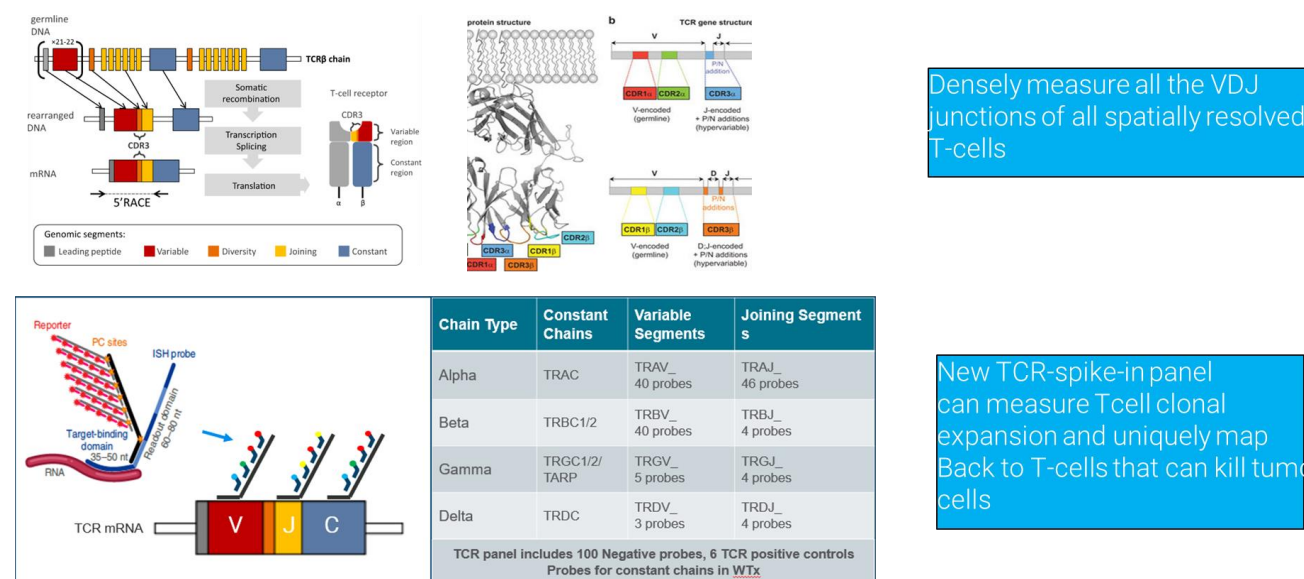 germline
DNA
×21-22
TCRβ chain
rearranged
DNA
CDR3
mRNA
5'RACE
Somatic
recombination
Transcription
Splicing
Translation
T-cell receptor
CDR3
Variable
region
Constant
region
α β
Genomic segments:
Leading peptide Variable Diversity Joining Constant
protein structure
CDR3α CDR1β CDR2β
CDR1α CDR3β
b TCR gene structure
V J
P/N
addition
CDR1α CDR2α CDR3α
V-encoded
(germline)
J-encoded
+ P/N additions
(hypervariable)
V D J
P/N
additions
CDR1β CDR2β CDR3β
V-encoded
(germline)
D;J-encoded
+ P/N additions
(hypervariable)
Densely measure all the VDJ
junctions of all spatially resolved
T-cells
Reporter
PC sites
ISH probe
Readout domain
60–80 nt
Target-binding
domain
35–50 nt
RNA
TCR mRNA
V J C
Chain Type Constant Chains Variable Segments Joining Segment
s
Alpha TRAC TRAV_ TRAJ_
40 probes 46 probes
Beta TRBC1/2 TRBV_ TRBJ_
40 probes 4 probes
Gamma TRGC1/2/ TRGV_ TRGJ_
TARP 5 probes 4 probes
Delta TRDC TRDV_ TRDJ_
3 probes 4 probes
TCR panel includes 100 Negative probes, 6 TCR positive controls
Probes for constant chains in WTx
New TCR-spike-in panel
can measure Tcell clonal
expansion and uniquely map
Back to T-cells that can kill tumo
cells